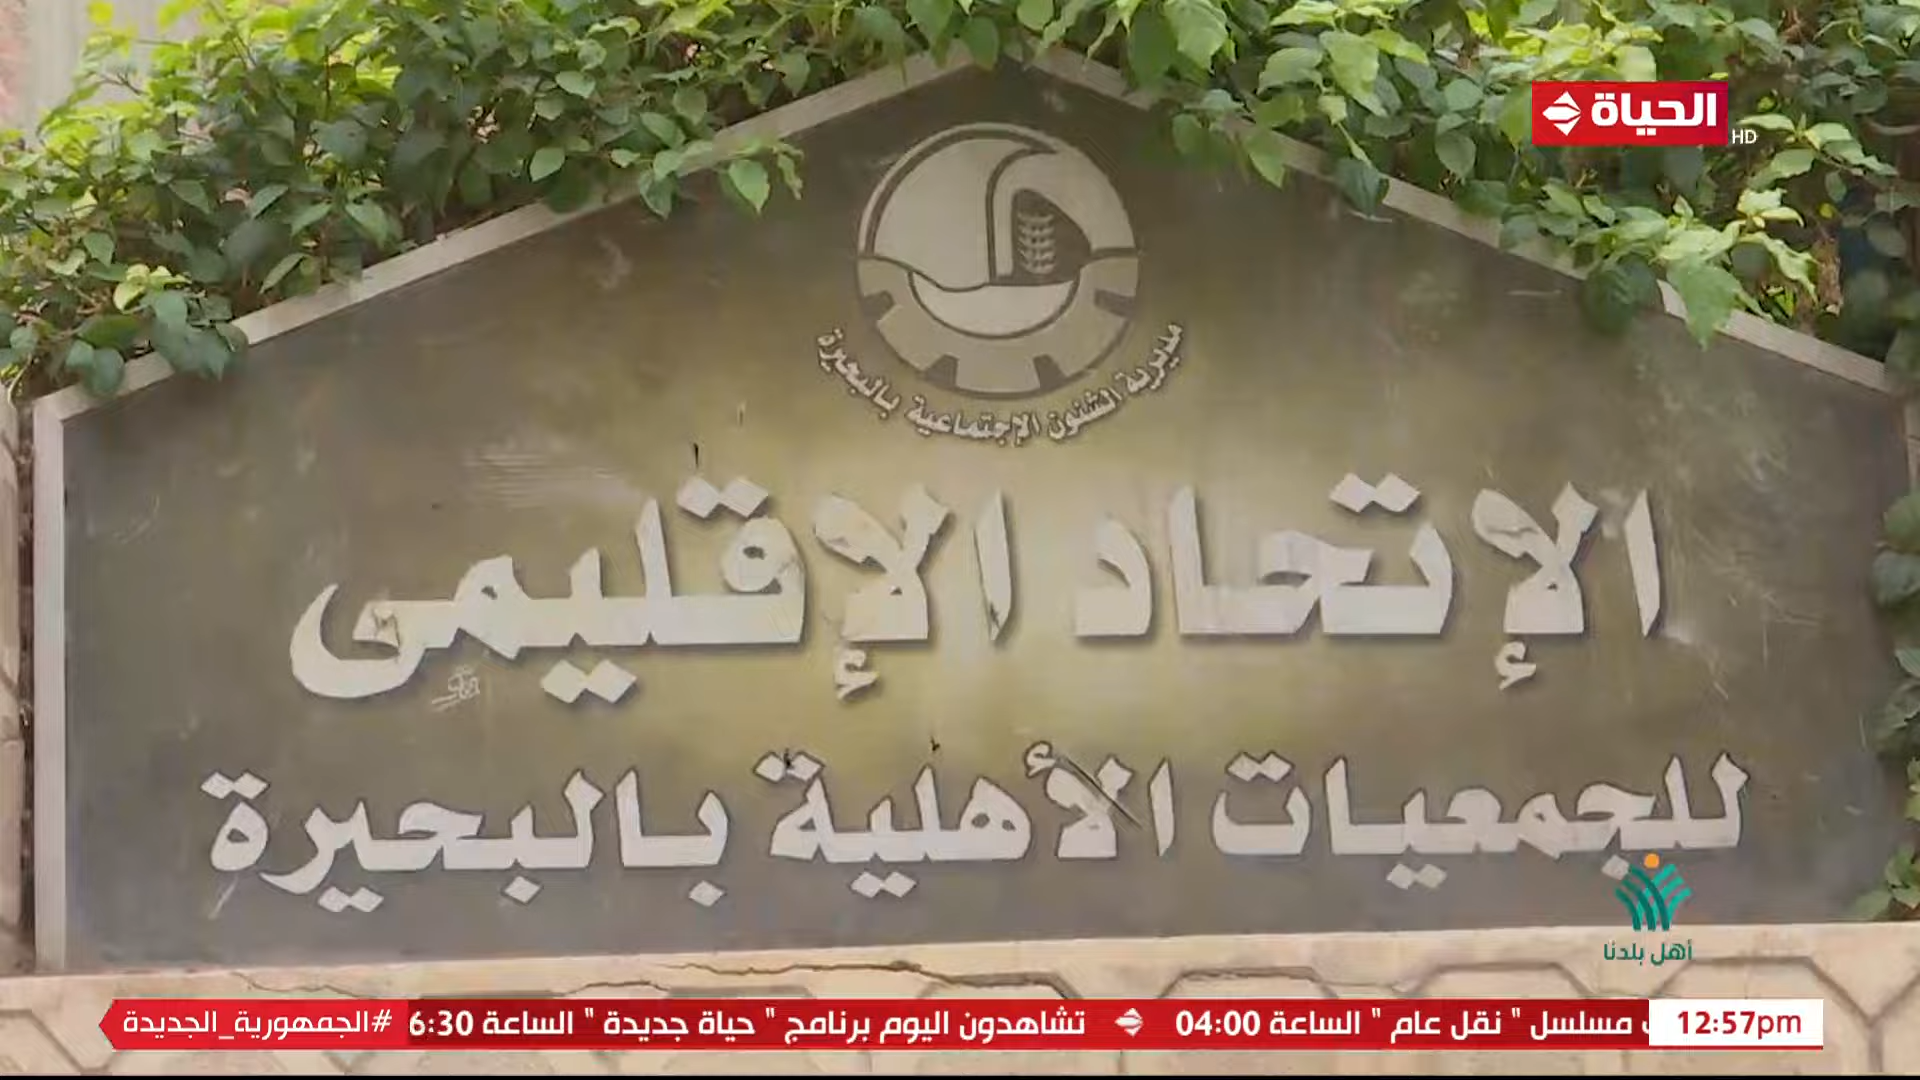 الحياة
HD
مديرية الشئون الإجتماعية بالبحيرة
الإتحاد الإقليمى
للجمعيات الأهلية بالبحيرة
أهل بلدنا
12:57pm
مسلسل " نقل عام " الساعة 04:00 تشاهدون اليوم برنامج " حياة جديدة " الساعة 6:30
#الجمهورية_الجديدة